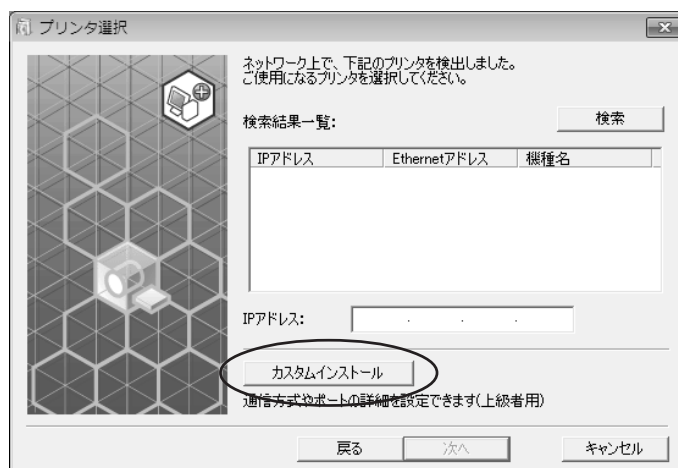 プリンタ選択
ネットワーク上で、下記のプリンタを検出しました。
ご使用になるプリンタを選択してください。
検索結果一覧:
検索
IPアドレス Ethernetアドレス 機種名
IPアドレス: . . .
カスタムインストール
通信方式やポートの詳細を設定できます(上級者用)
戻る 次へ キャンセル